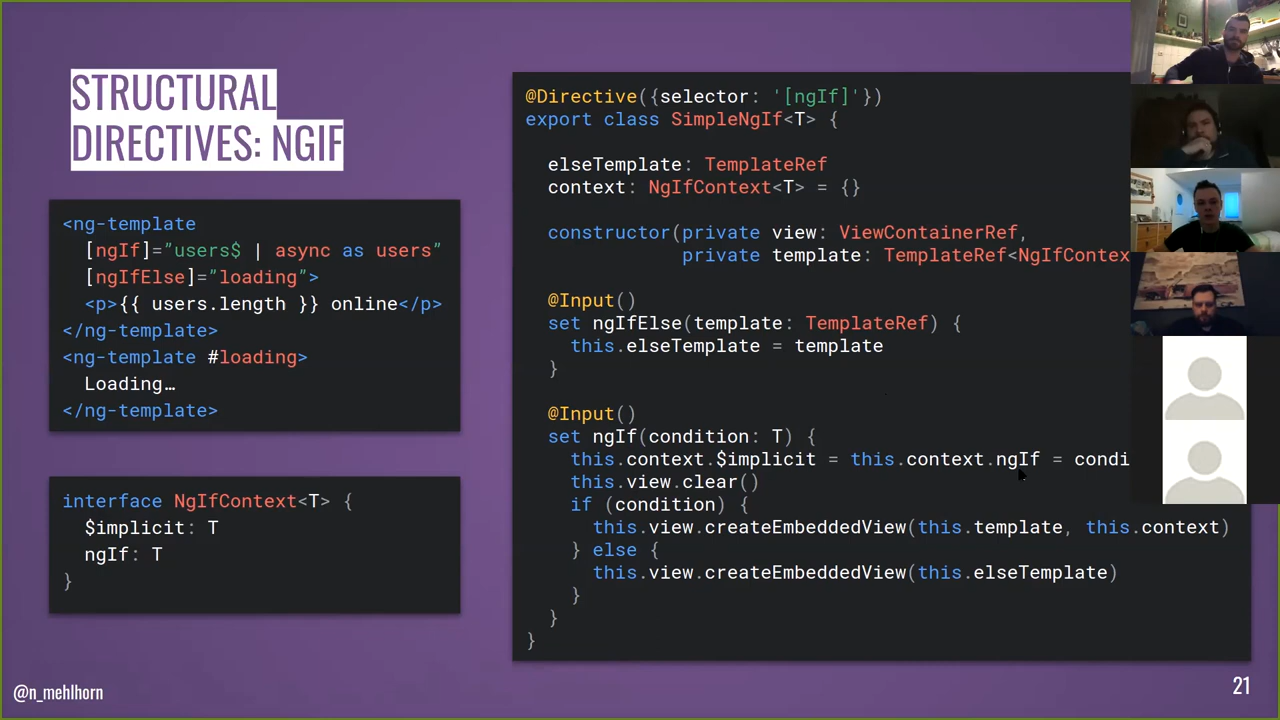 STRUCTURAL
DIRECTIVES: NGIF
<ng-template
  [ngIf]="users$ | async as users"
  [ngIfElse]="loading">
  <p>{{ users.length }} online</p>
</ng-template>
<ng-template #loading>
  Loading…
</ng-template>
interface NgIfContext<T> {
  $implicit: T
  ngIf: T
}
@Directive({selector: '[ngIf]'})
export class SimpleNgIf<T> {
  elseTemplate: TemplateRef
  context: NgIfContext<T> = {}
  constructor(private view: ViewContainerRef,
              private template: TemplateRef<NgIfContex
  @Input()
  set ngIfElse(template: TemplateRef) {
    this.elseTemplate = template
  }
  @Input()
  set ngIf(condition: T) {
    this.context.$implicit = this.context.ngIf = condi
    this.view.clear()
    if (condition) {
      this.view.createEmbeddedView(this.template, this.context)
    } else {
      this.view.createEmbeddedView(this.elseTemplate)
    }
  }
}
@n_mehlhorn
21